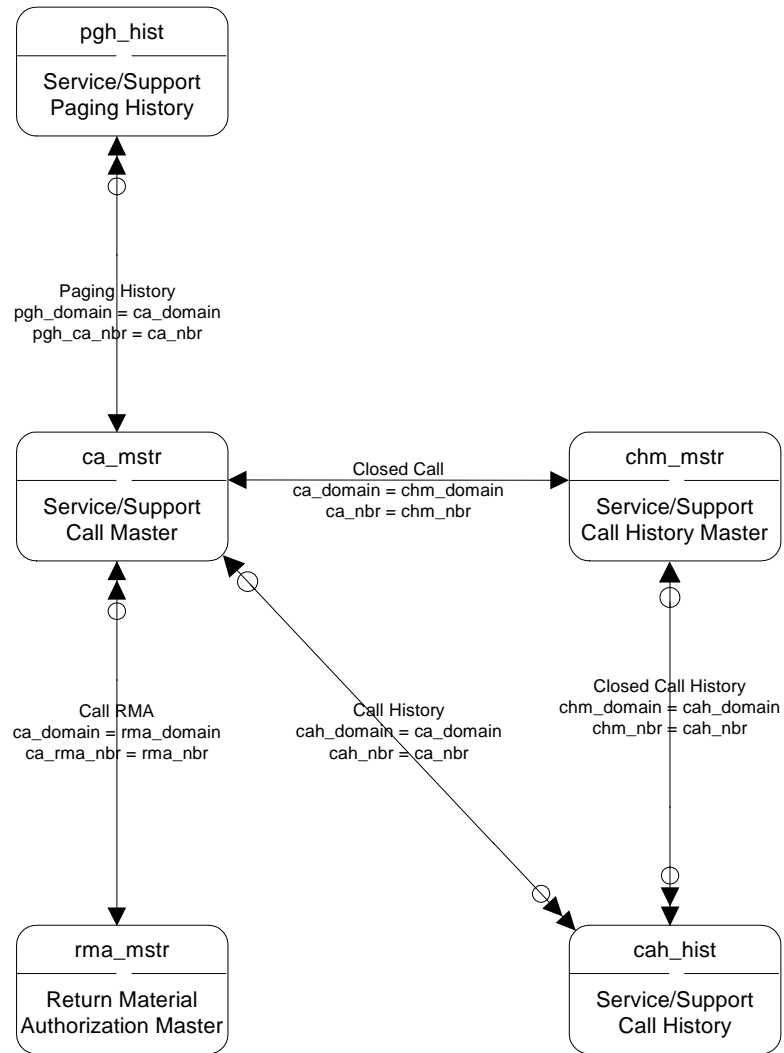 pgh_hist
Service/Support
Paging History
Paging History
pgh_domain = ca_domain
pgh_ca_nbr = ca_nbr
ca_mstr
Service/Support
Call Master
Closed Call
ca_domain = chm_domain
ca_nbr = chm_nbr
chm_mstr
Service/Support
Call History Master
Call RMA
ca_domain = rma_domain
ca_rma_nbr = rma_nbr
Call History
cah_domain = ca_domain
cah_nbr = ca_nbr
Closed Call History
chm_domain = cah_domain
chm_nbr = cah_nbr
rma_mstr
Return Material
Authorization Master
cah_hist
Service/Support
Call History